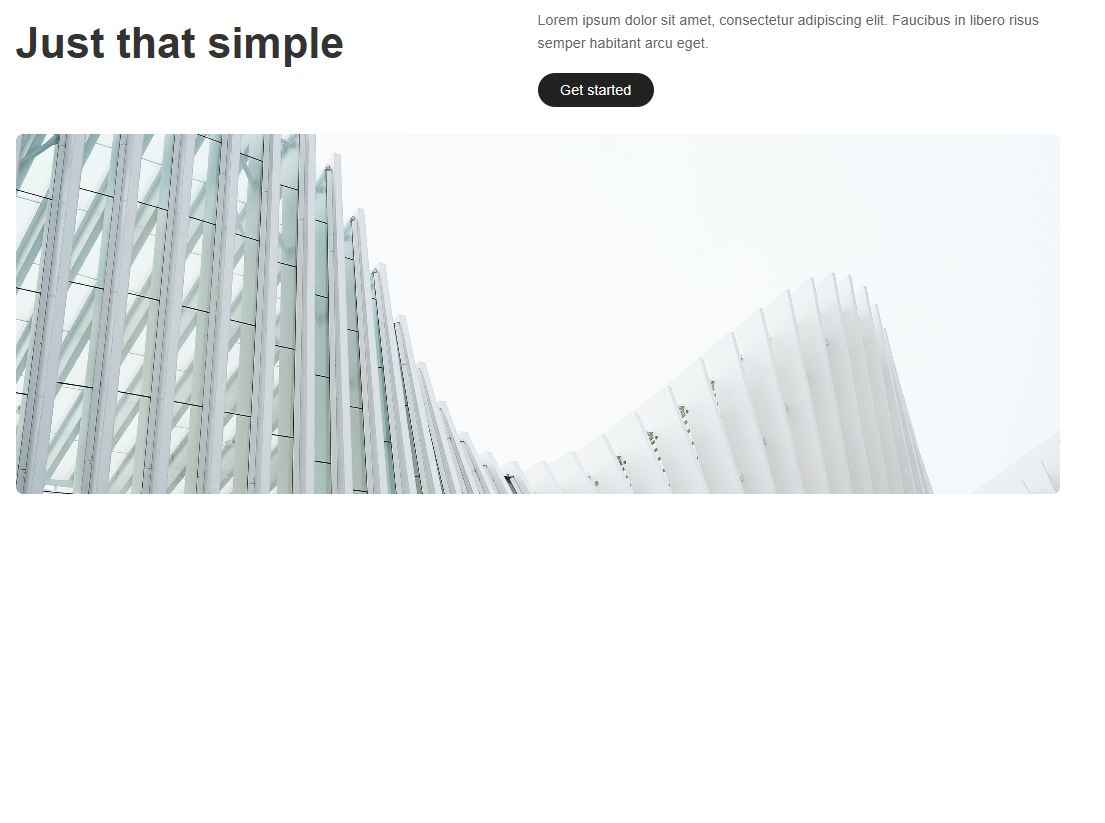 Just that simple
Lorem ipsum dolor sit amet, consectetur adipiscing elit. Faucibus in libero risus
semper habitant arcu eget.
Get started